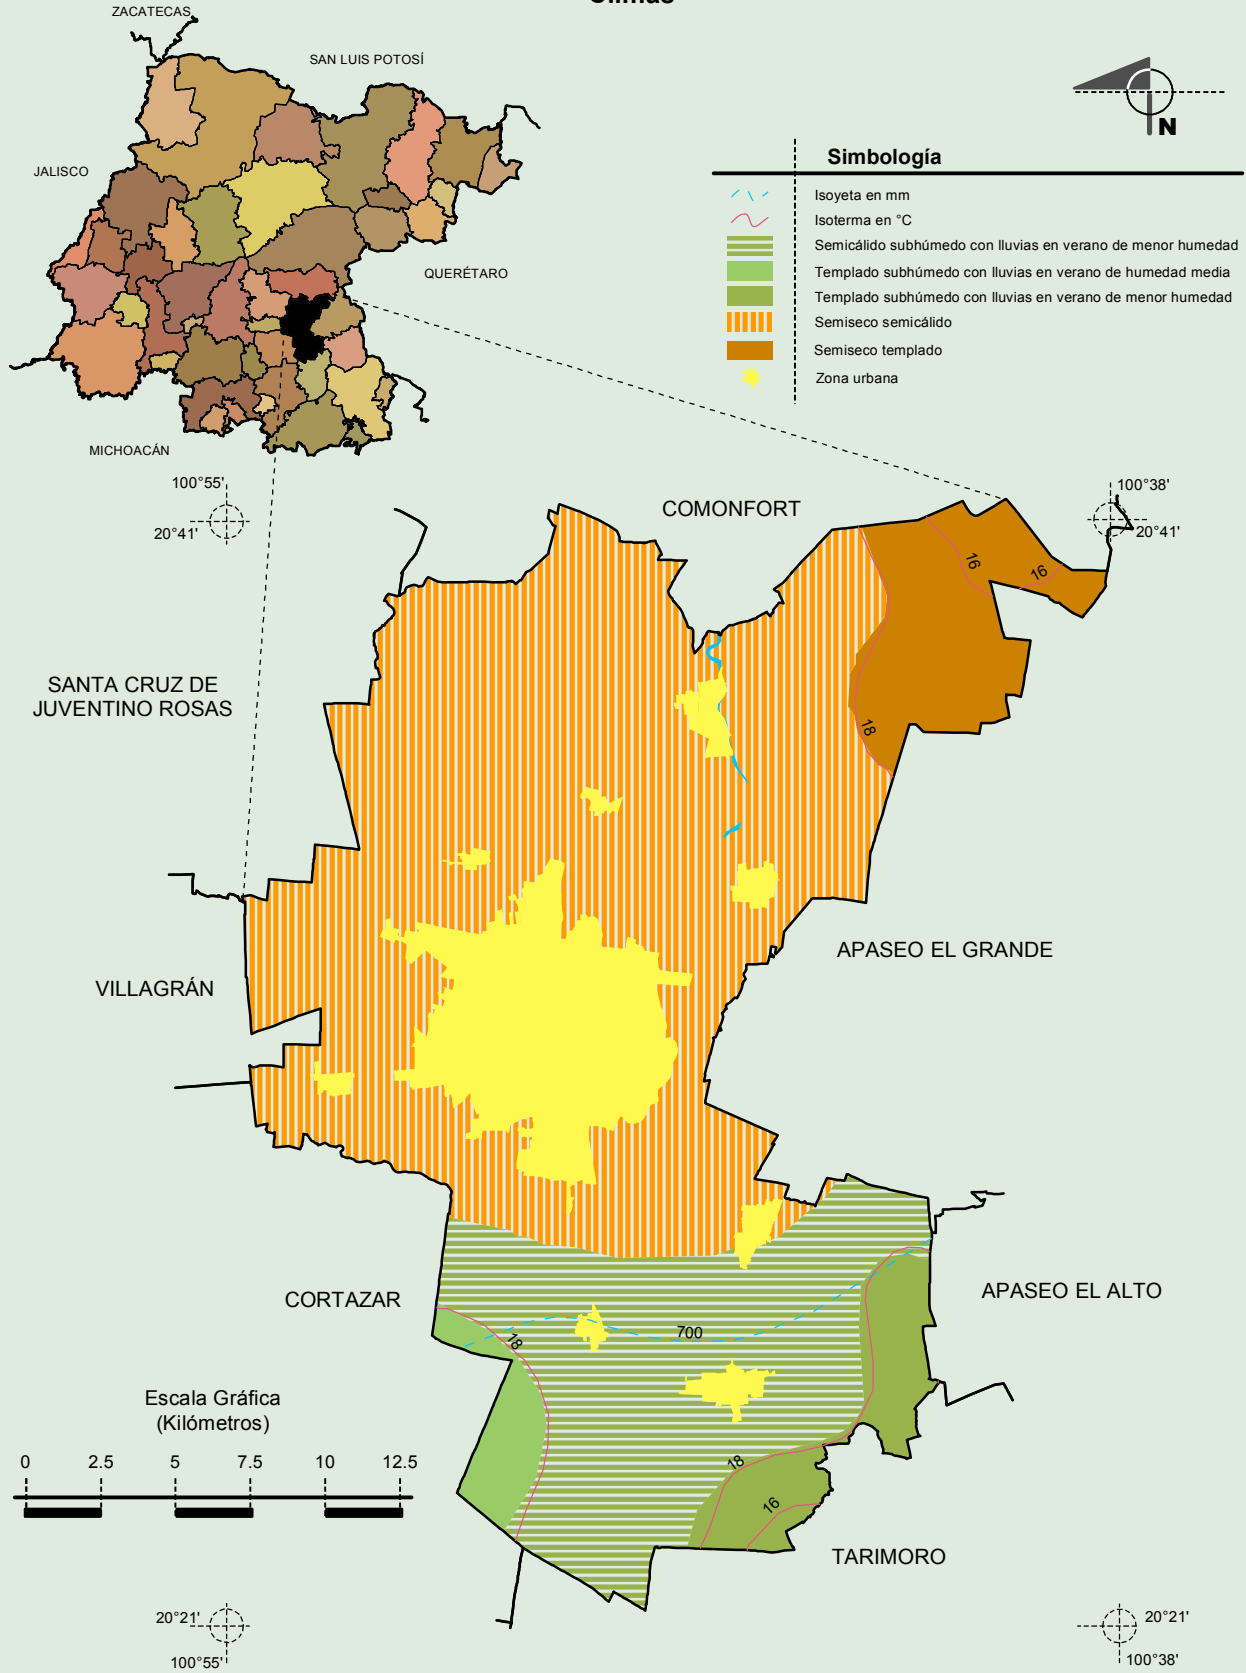 Climas
ZACATECAS
SAN LUIS POTOSÍ
JALISCO
QUERÉTARO
MICHOACÁN
N
Simbología
Isoyeta en mm
Isoterma en °C
Semicálido subhúmedo con lluvias en verano de menor humedad
Templado subhúmedo con lluvias en verano de humedad media
Templado subhúmedo con lluvias en verano de menor humedad
Semiseco semicálido
Semiseco templado
Zona urbana
100°55'
20°41'
COMONFORT
100°38'
20°41'
16
16
SANTA CRUZ DE
JUVENTINO ROSAS
18
APASEO EL GRANDE
VILLAGRÁN
CORTAZAR
APASEO EL ALTO
700
18
Escala Gráfica
(Kilómetros)
0 2.5 5 7.5 10 12.5
18
16
TARIMORO
20°21'
100°55'
20°21'
100°38'